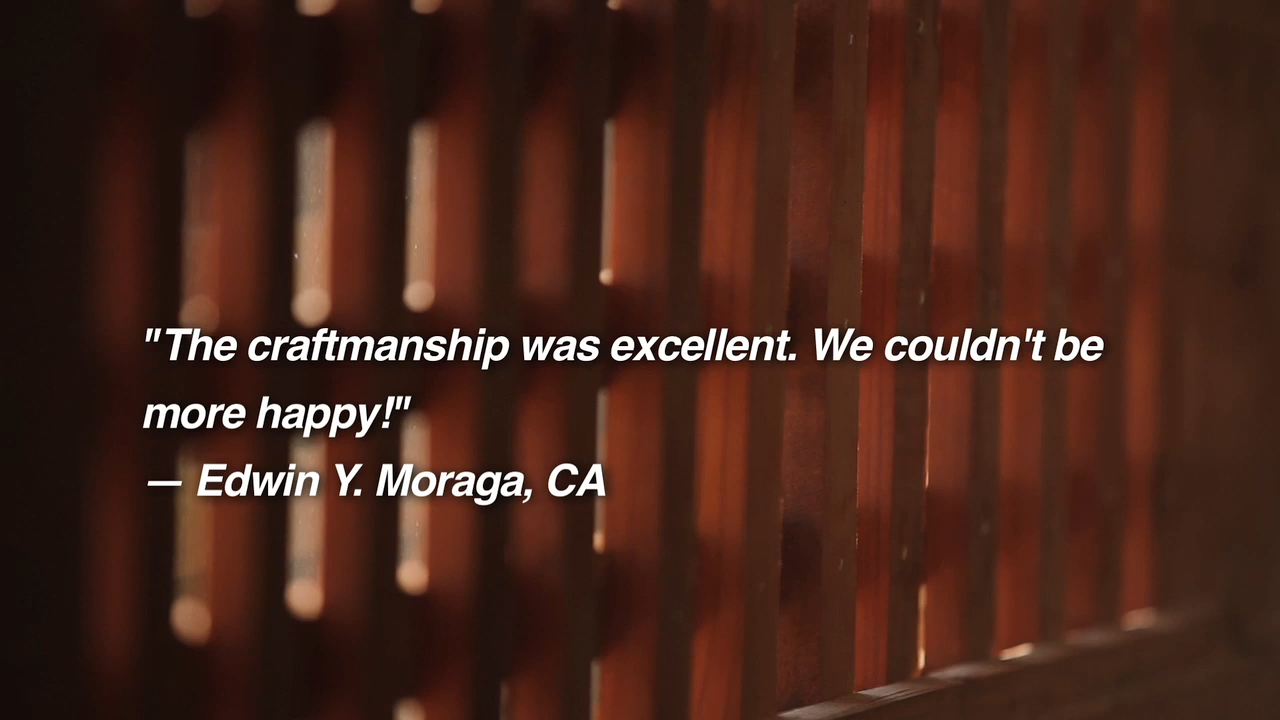 "The craftmanship was excellent. We couldn't be
more happy!"
— Edwin Y. Moraga, CA